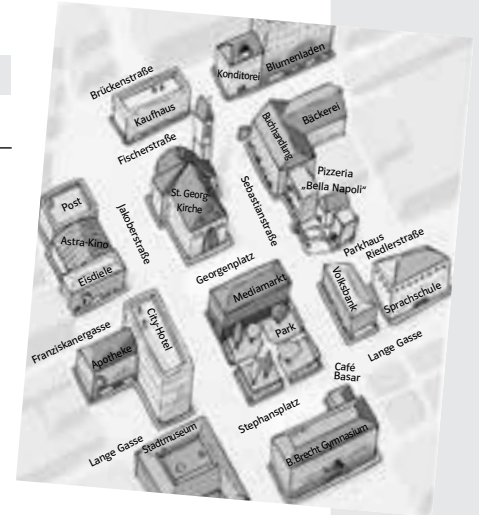 Brückenstraße
Konditorei
Blumenladen
Kaufhaus
Fischerstraße
Buchhandlung
Bäckerei
Pizzeria
„Bella Napoli“
St. Georg
Kirche
Sebastianstraße
Post
Jakoberstraße
Astra-Kino
Eisdiele
Georgenplatz
Parkhaus
Riedlerstraße
Mediamarkt
Volksbank
Sprachschule
Park
City-Hotel
Franziskanergasse
Apotheke
Lange Gasse
Café
Basar
Stephansplatz
Lange Gasse
Stadtmuseum
B.Brecht Gymnasium